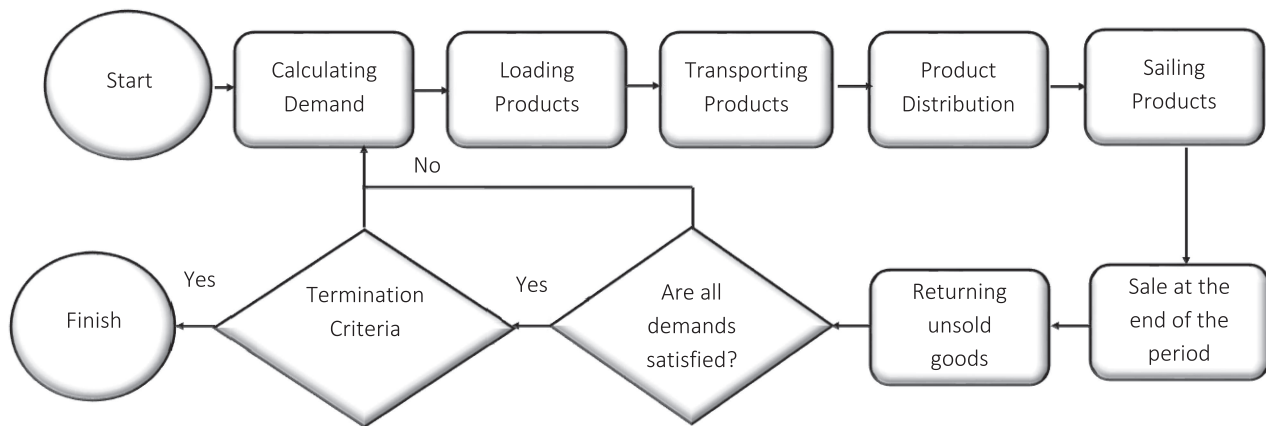 Start
Calculating
Demand
Loading
Products
Transporting
Products
Product
Distribution
Sailing
Products
No
Finish
Yes
Termination
Criteria
Yes
Are all
demands
satisfied?
Returning
unsold
goods
Sale at the
end of the
period